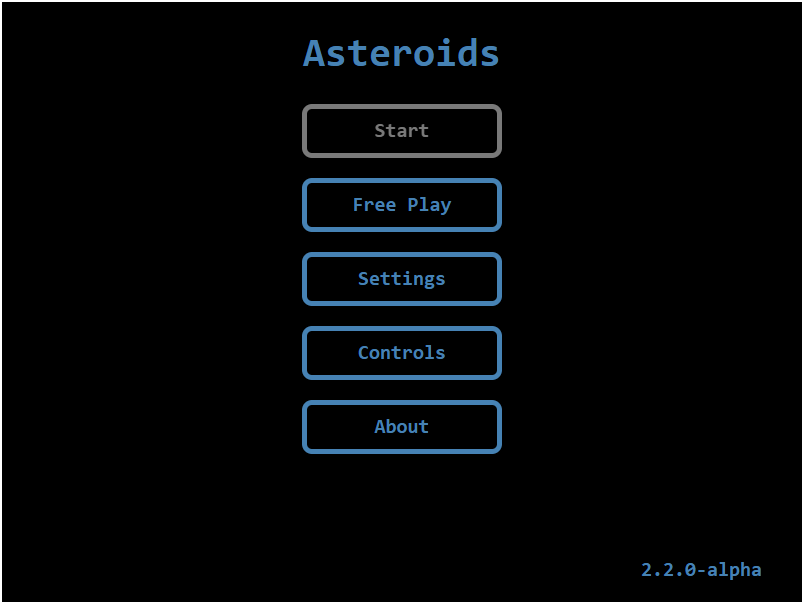 Asteroids
Start
Free Play
Settings
Controls
About
2.2.0-alpha